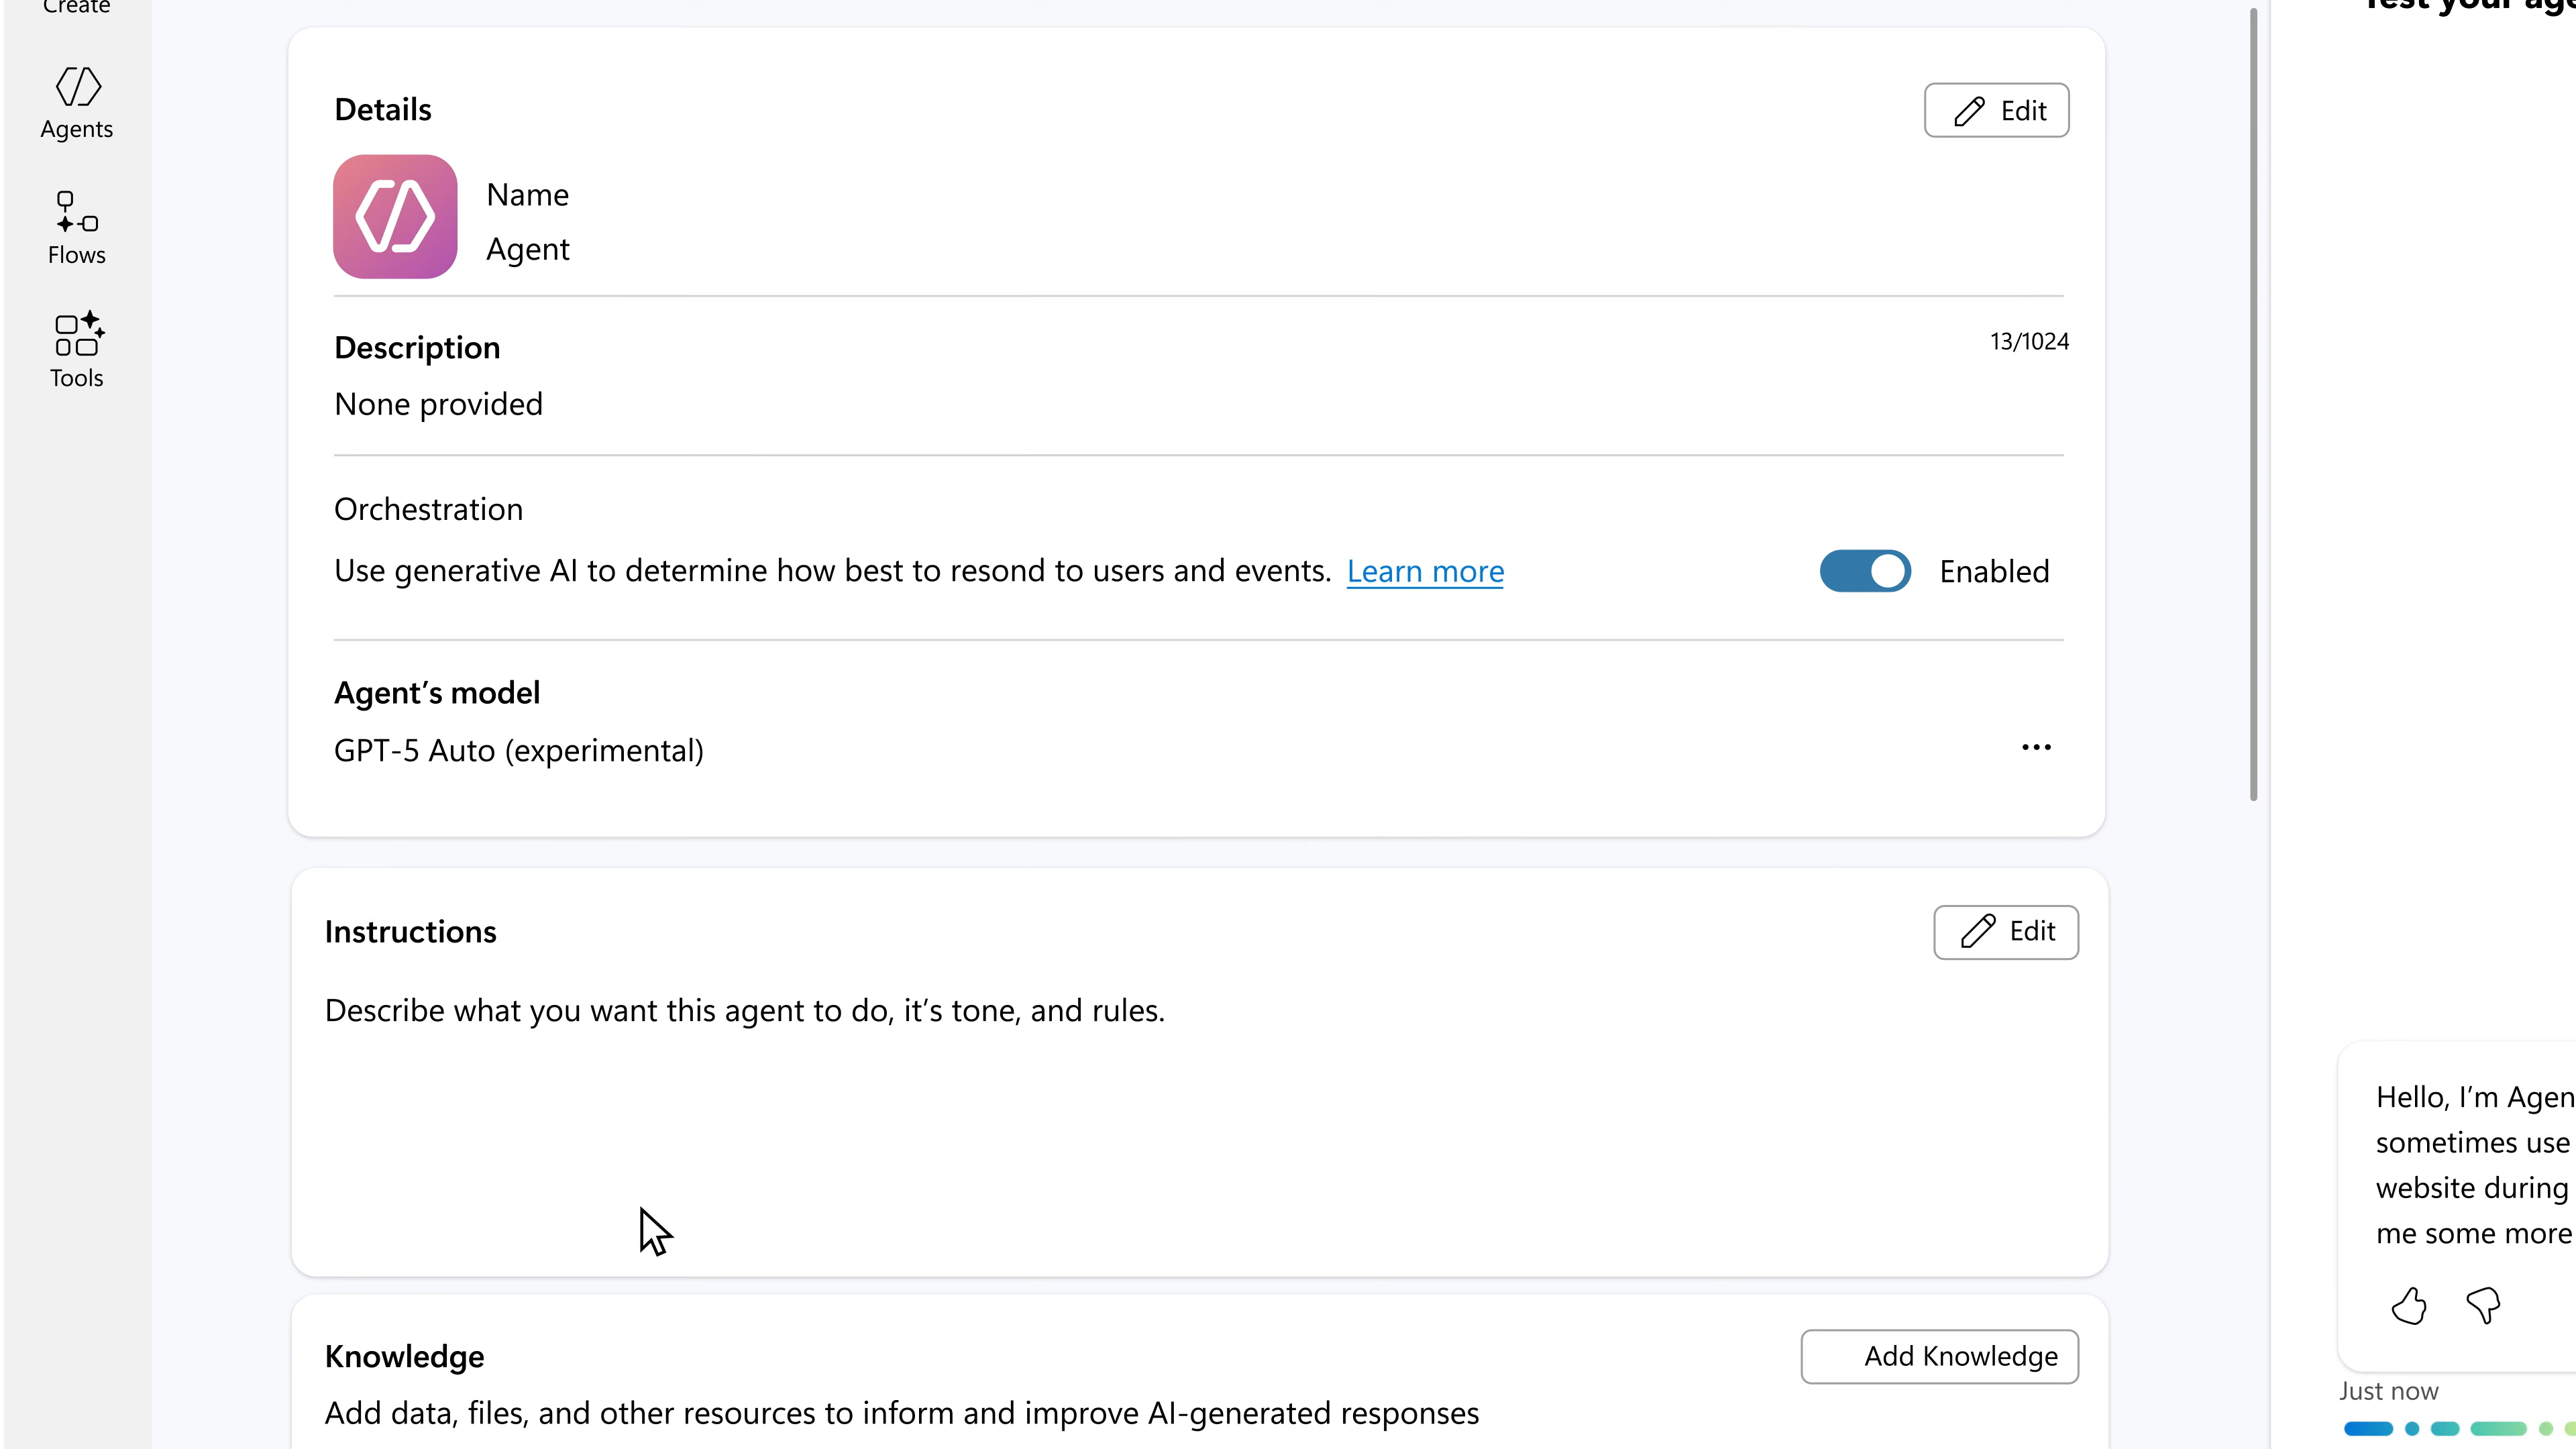 Create
Agents
Flows
Tools
Details
Edit
Name
Agent
Description
13/1024
None provided
Orchestration
Use generative AI to determine how best to resond to users and events. Learn more
Enabled
Agent’s model
GPT-5 Auto (experimental)
...
Instructions
Edit
Describe what you want this agent to do, it’s tone, and rules.
Knowledge
Add Knowledge
Add data, files, and other resources to inform and improve AI-generated responses
Test your age
Hello, I’m Agen
sometimes use
website during
me some more
Just now